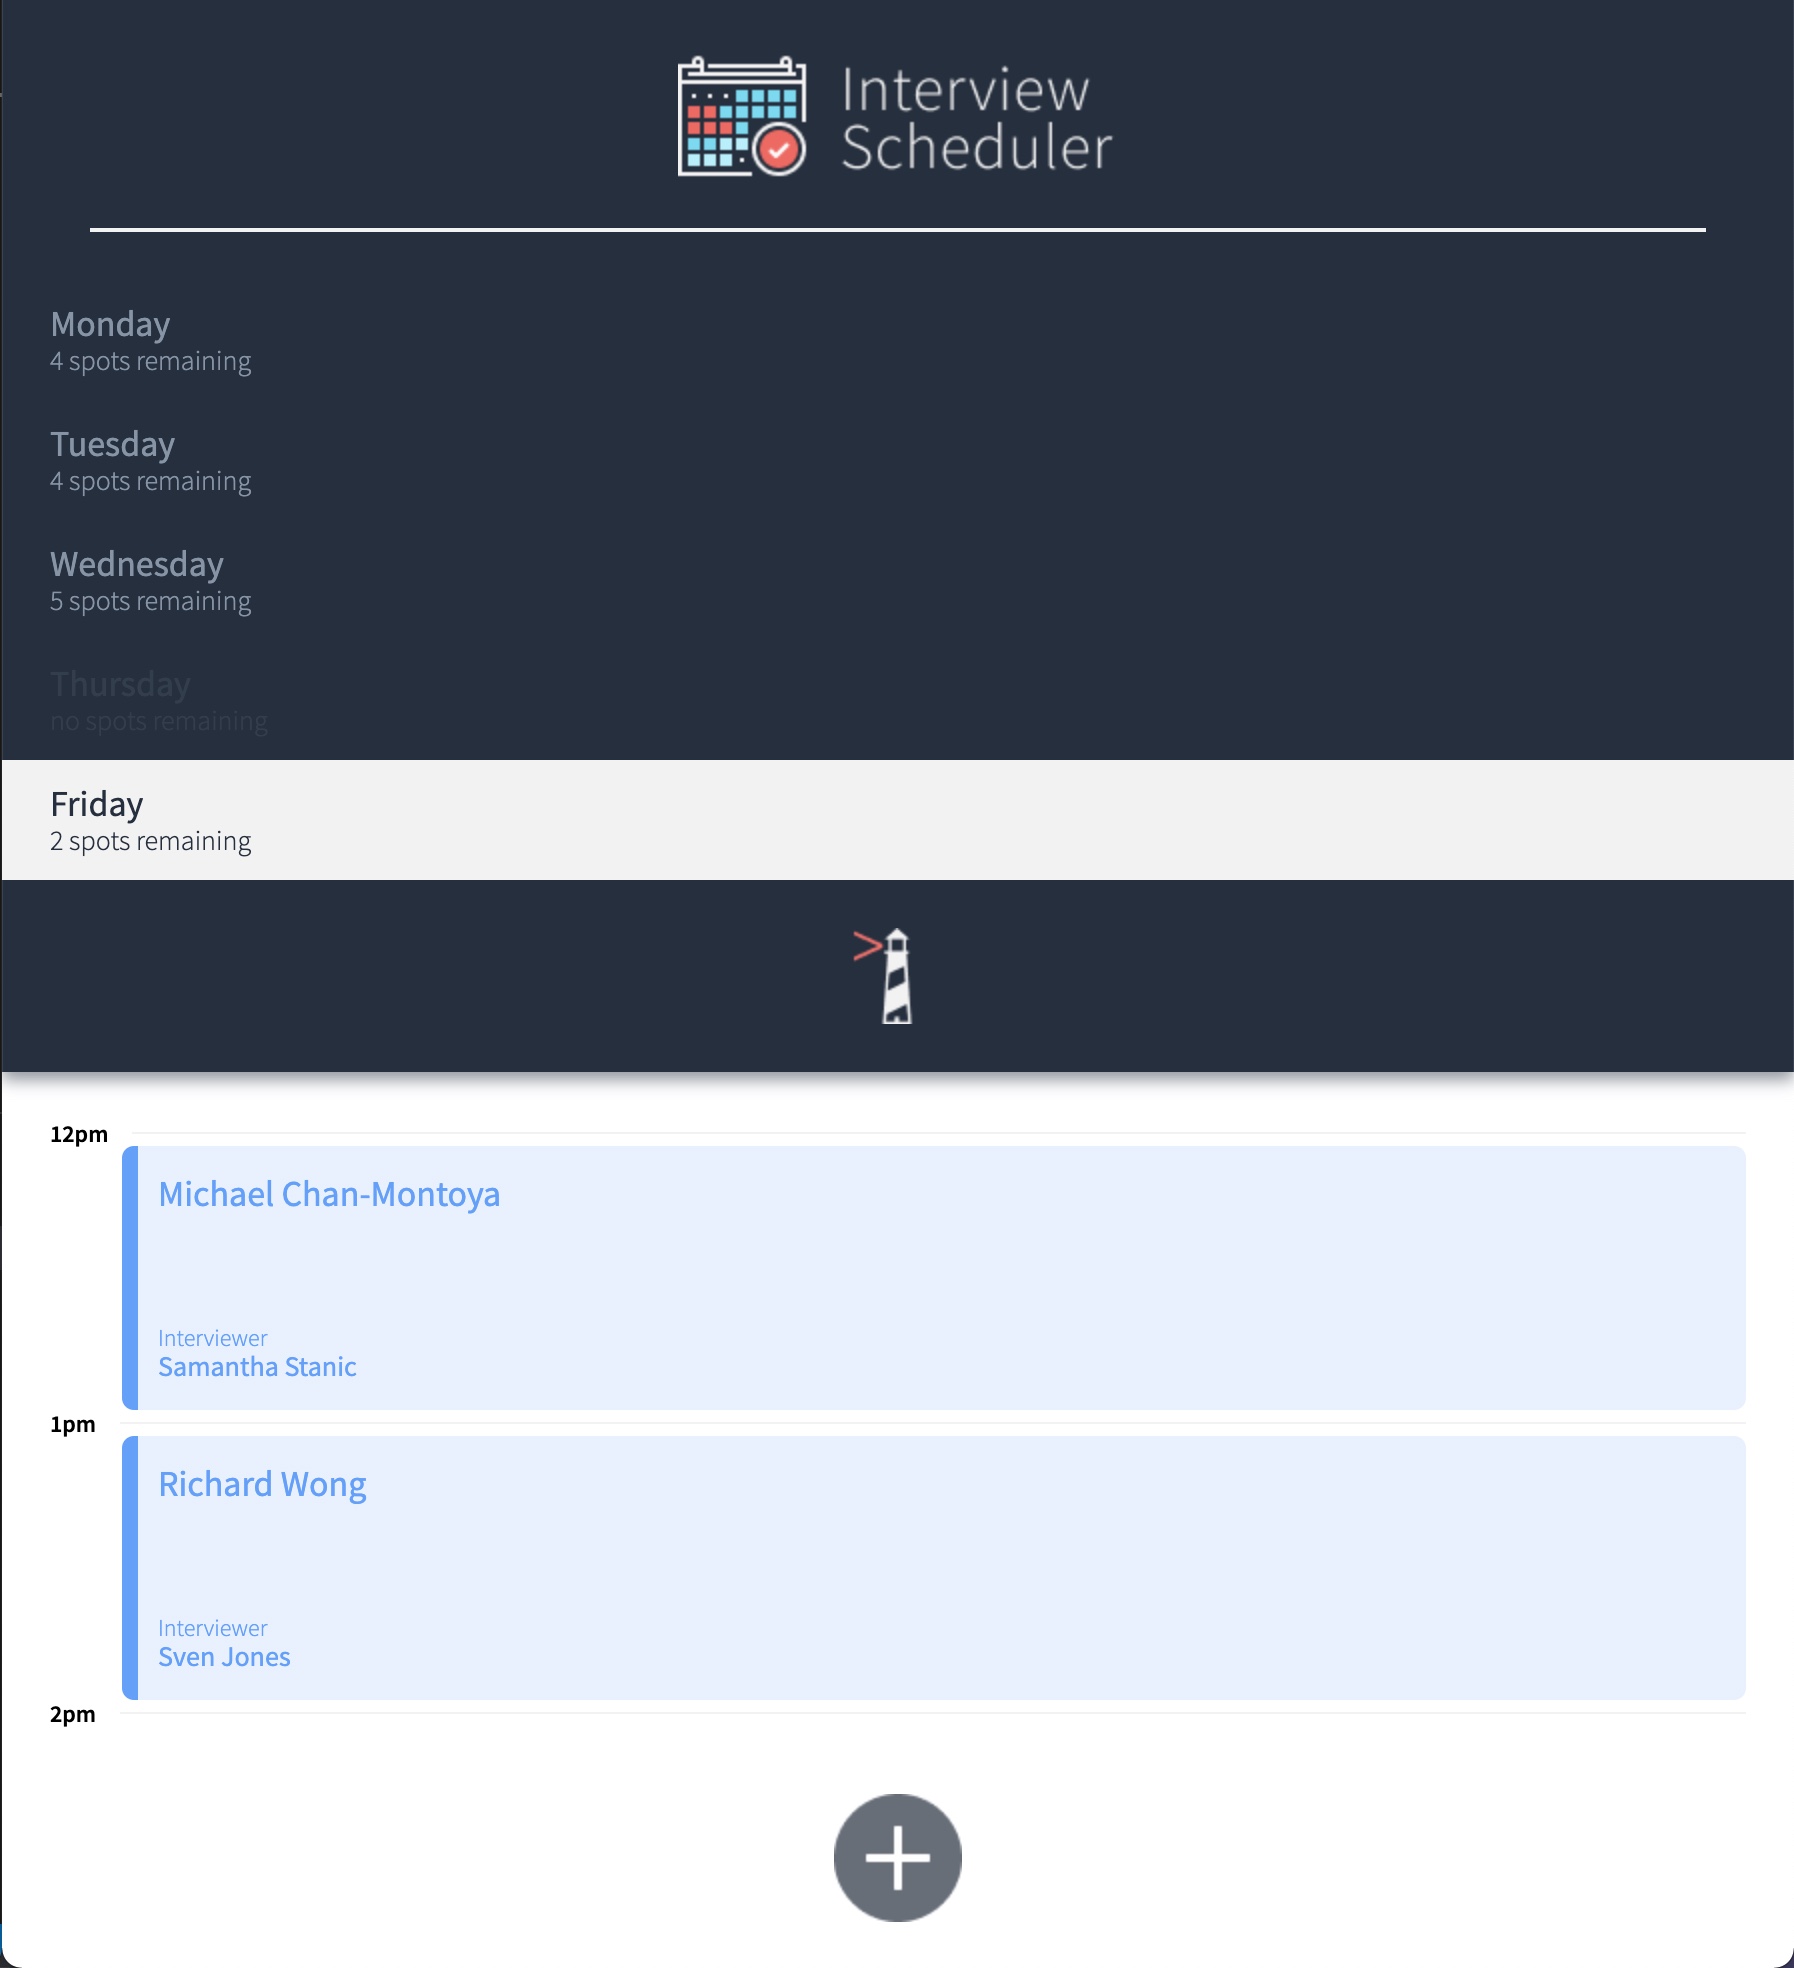 Interview
Scheduler
Monday
4 spots remaining
Tuesday
4 spots remaining
Wednesday
5 spots remaining
Thursday
no spots remaining
Friday
2 spots remaining
12pm
Michael Chan-Montoya
Interviewer
Samantha Stanic
1pm
Richard Wong
Interviewer
Sven Jones
2pm